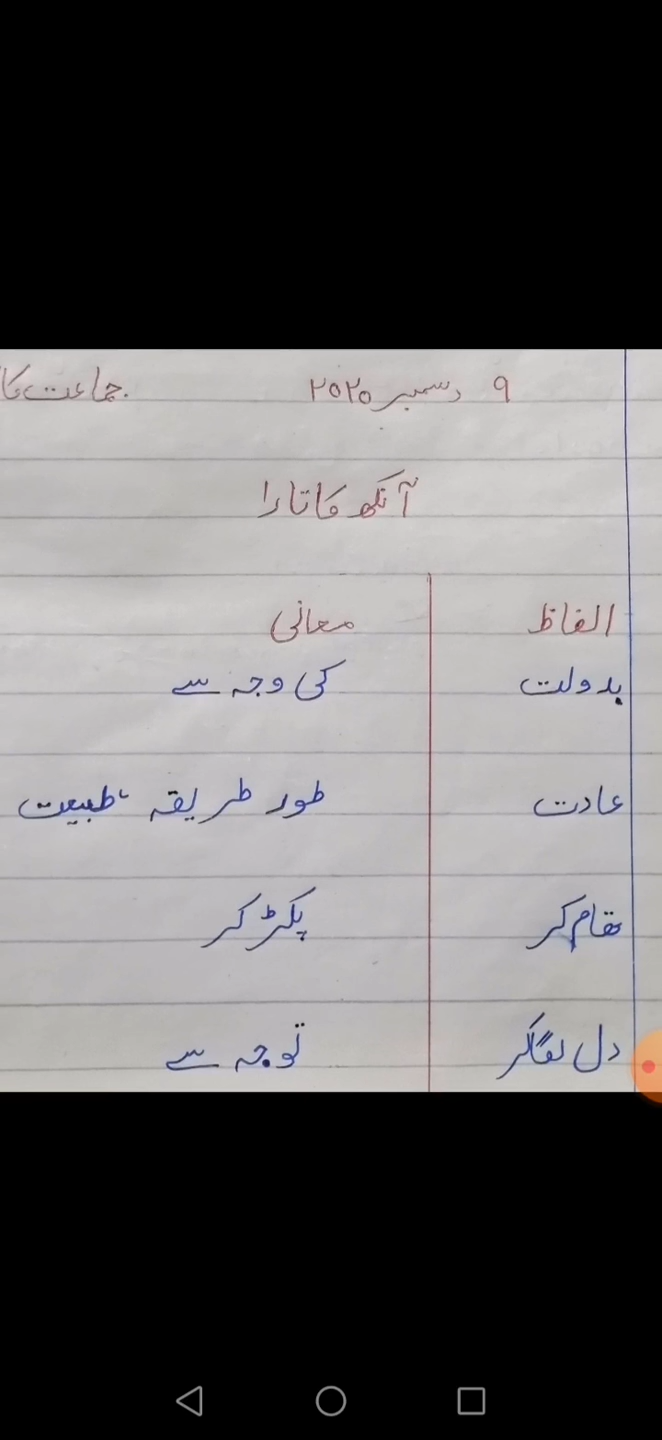 ۹ دسمبر ۲۰۲۰ جماعت کا
آنکھ کا تارا
الفاظ معانی
بدولت کی وجہ سے
عادت طور طریقہ، طبیعت
تھام کر پکڑ کر
دل لگا کر توجہ سے